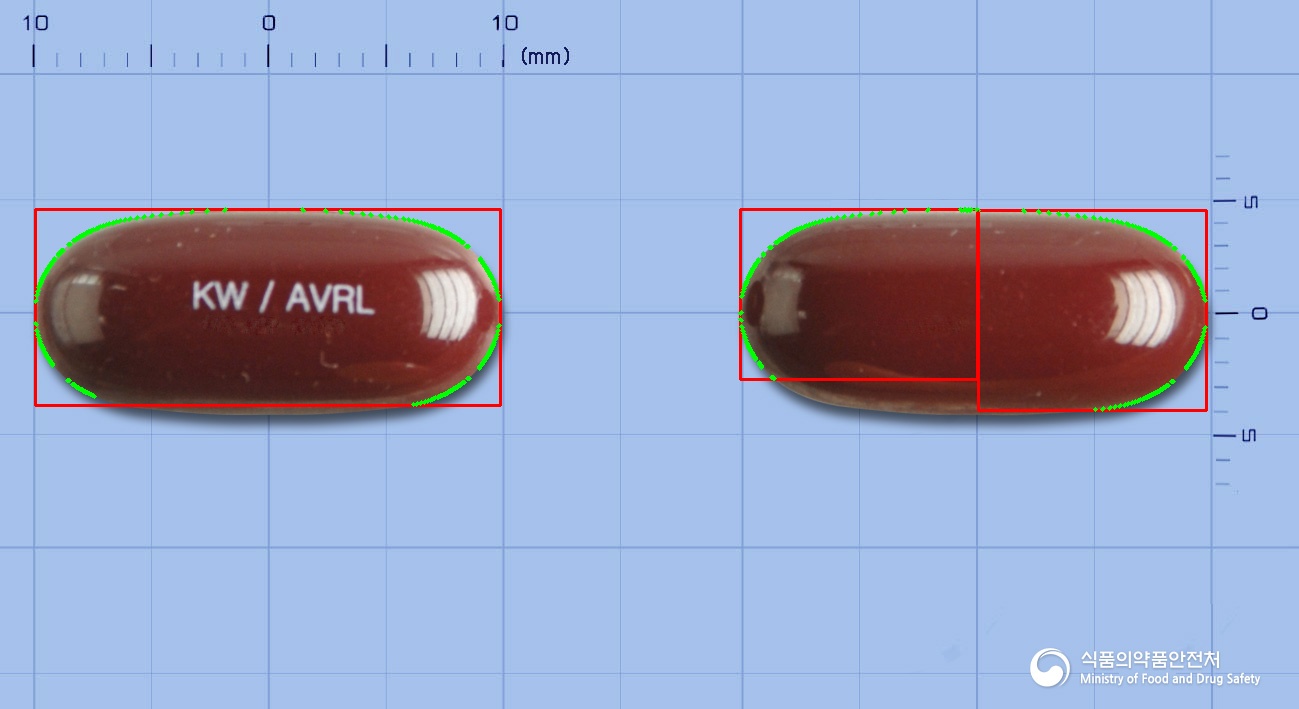 10 0 10
(mm)
KW / AVRL
5
0
5
식품의약품안전처
Ministry of Food and Drug Safety